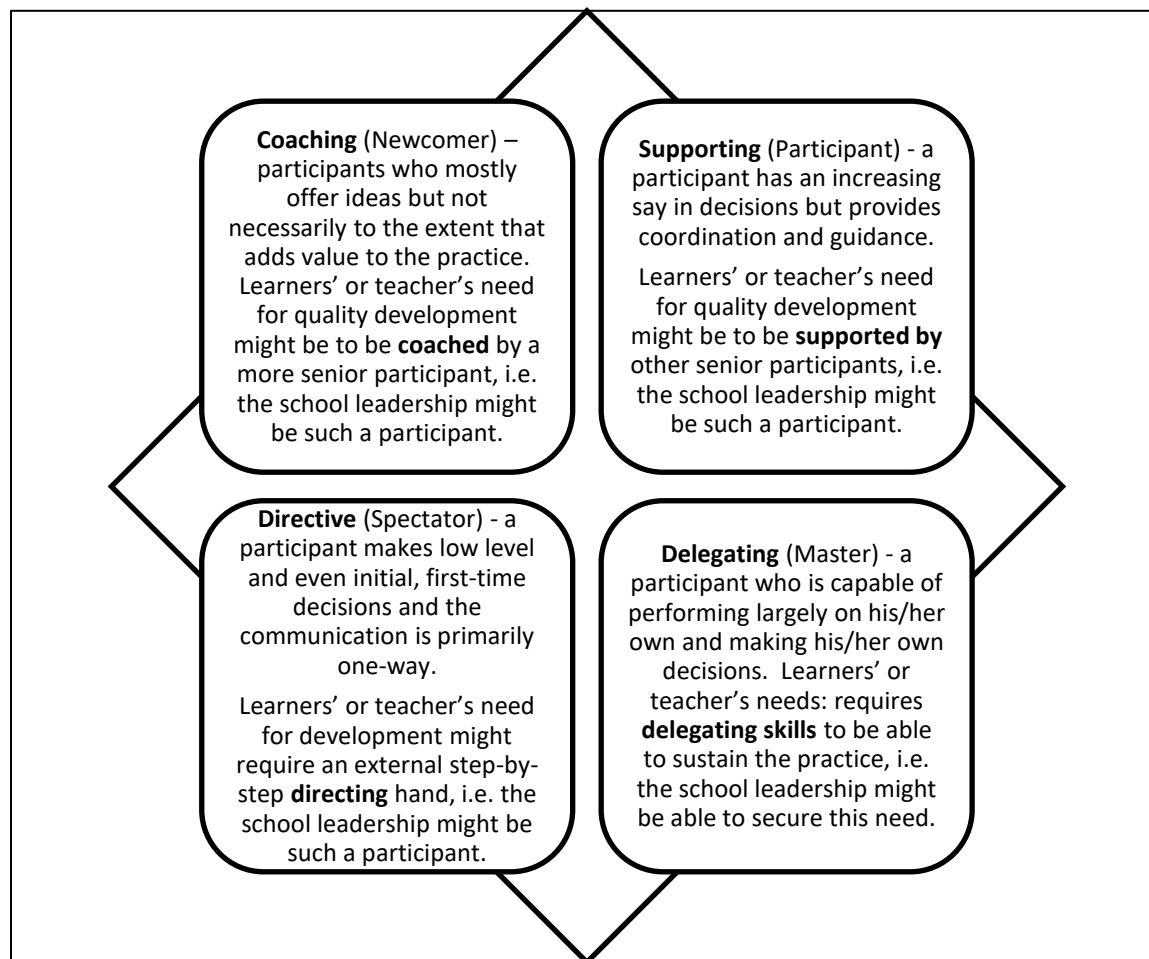 Coaching (Newcomer) –
participants who mostly
offer ideas but not
necessarily to the extent that
adds value to the practice.
Learners’ or teacher’s need
for quality development
might be to be coached by a
more senior participant, i.e.
the school leadership might
be such a participant.
Supporting (Participant) - a
participant has an increasing
say in decisions but provides
coordination and guidance.
Learners’ or teacher’s need
for quality development
might be to be supported by
other senior participants, i.e.
the school leadership might
be such a participant.
Directive (Spectator) - a
participant makes low level
and even initial, first-time
decisions and the
communication is primarily
one-way.
Learners’ or teacher’s need
for development might
require an external step-by-
step directing hand, i.e. the
school leadership might be
such a participant.
Delegating (Master) - a
participant who is capable of
performing largely on his/her
own and making his/her own
decisions. Learners’ or
teacher’s needs: requires
delegating skills to be able
to sustain the practice, i.e.
the school leadership might
be able to secure this need.